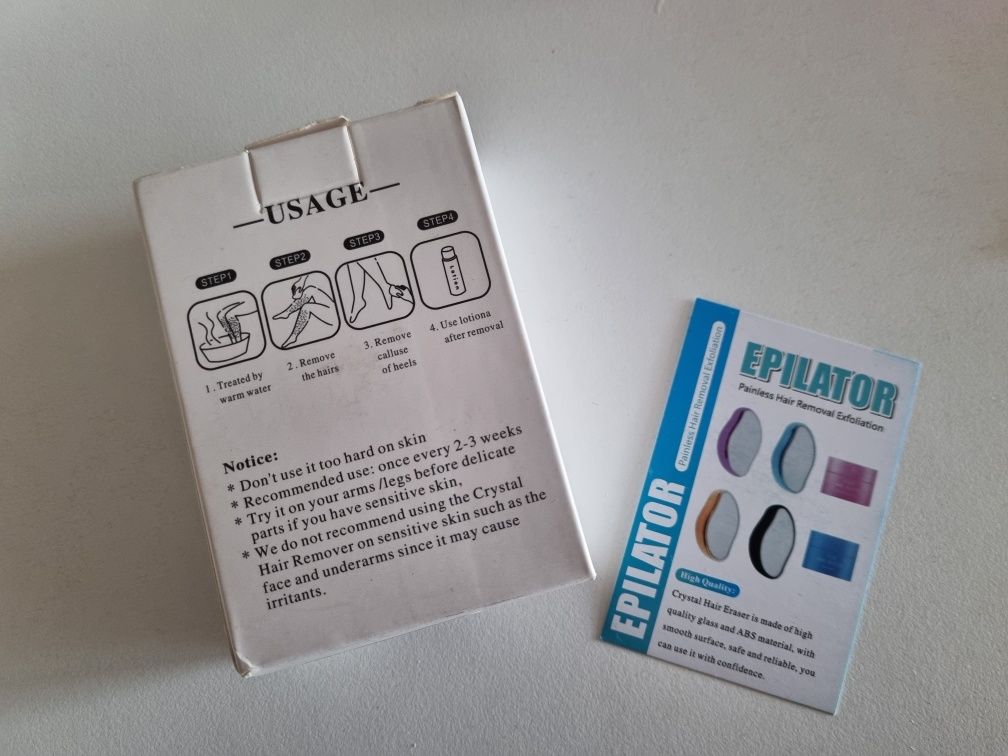 USAGE
STEP1
STEP2
STEP3
STEP4
Lotion
1. Treated by
warm water
2. Remove
the hairs
3. Remove
calluse
of heels
4. Use lotiona
after removal
Notice:
* Don't use it too hard on skin
* Recommended use: once every 2-3 weeks
* Try it on your arms /legs before delicate
parts if you have sensitive skin,
* We do not recommend using the Crystal
Hair Remover on sensitive skin such as the
face and underarms since it may cause
irritants.
EPILATOR
Painless Hair Removal Exfoliation
EPILATOR
Painless Hair Removal Exfoliation
High Quality:
Crystal Hair Eraser is made of high
quality glass and ABS material, with
smooth surface, safe and reliable, you
can use it with confidence.